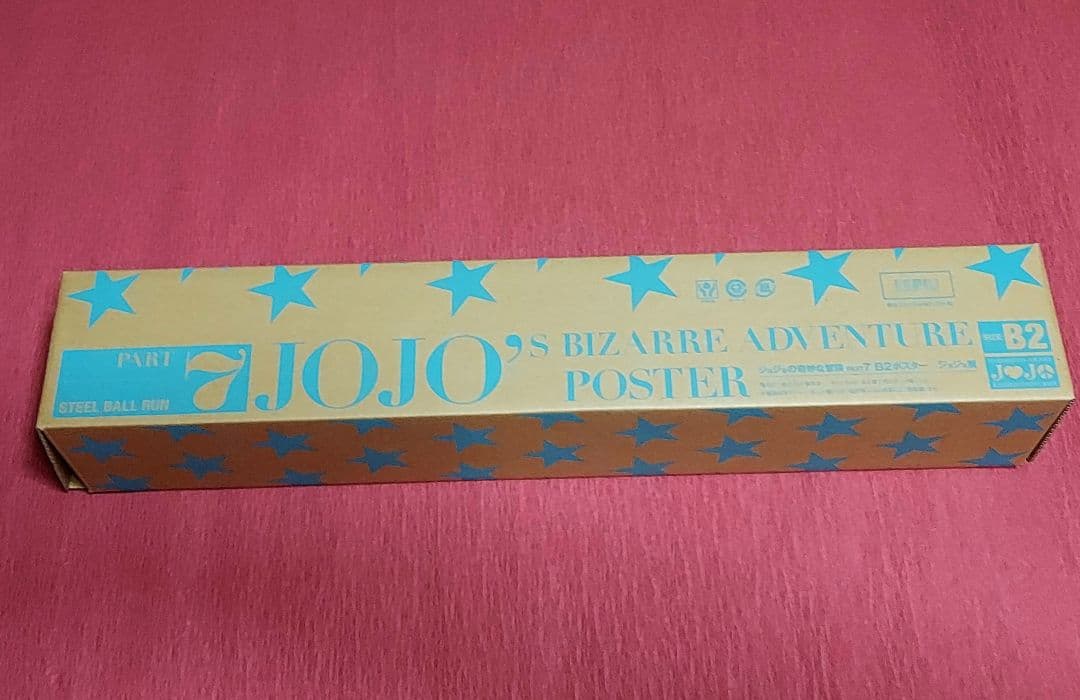 PART 7
STEEL BALL RUN
JOJO'S BIZARRE ADVENTURE
POSTER
ジョジョの奇妙な冒険 PART7 B2ポスター ジョジョ展
SIZE B2
JOJO